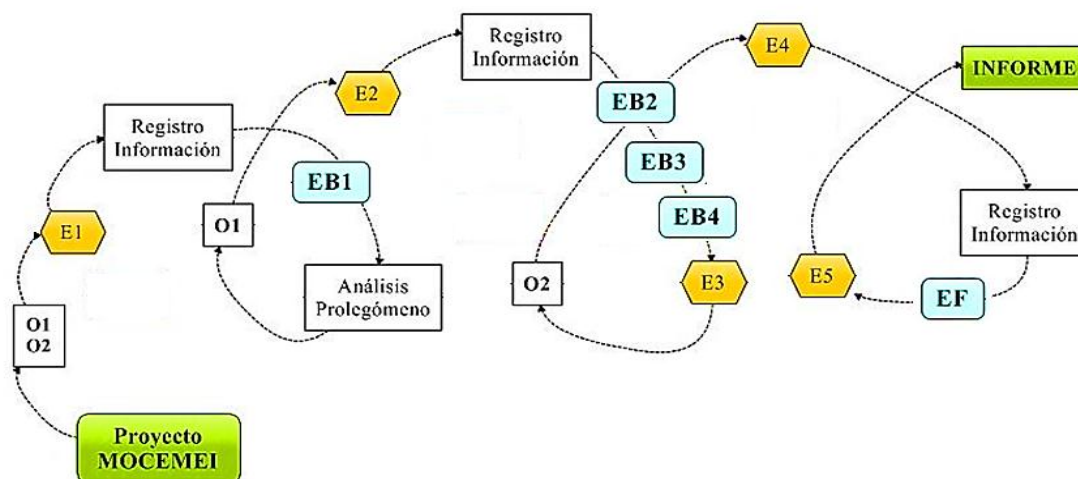 Proyecto
MOCEMEI
O1
O2
E1
Registro
Información
EB1
Análisis
Prolegómeno
O1
E2
Registro
Información
EB2
EB3
EB4
E3
O2
E4
Registro
Información
EF
E5
INFORME